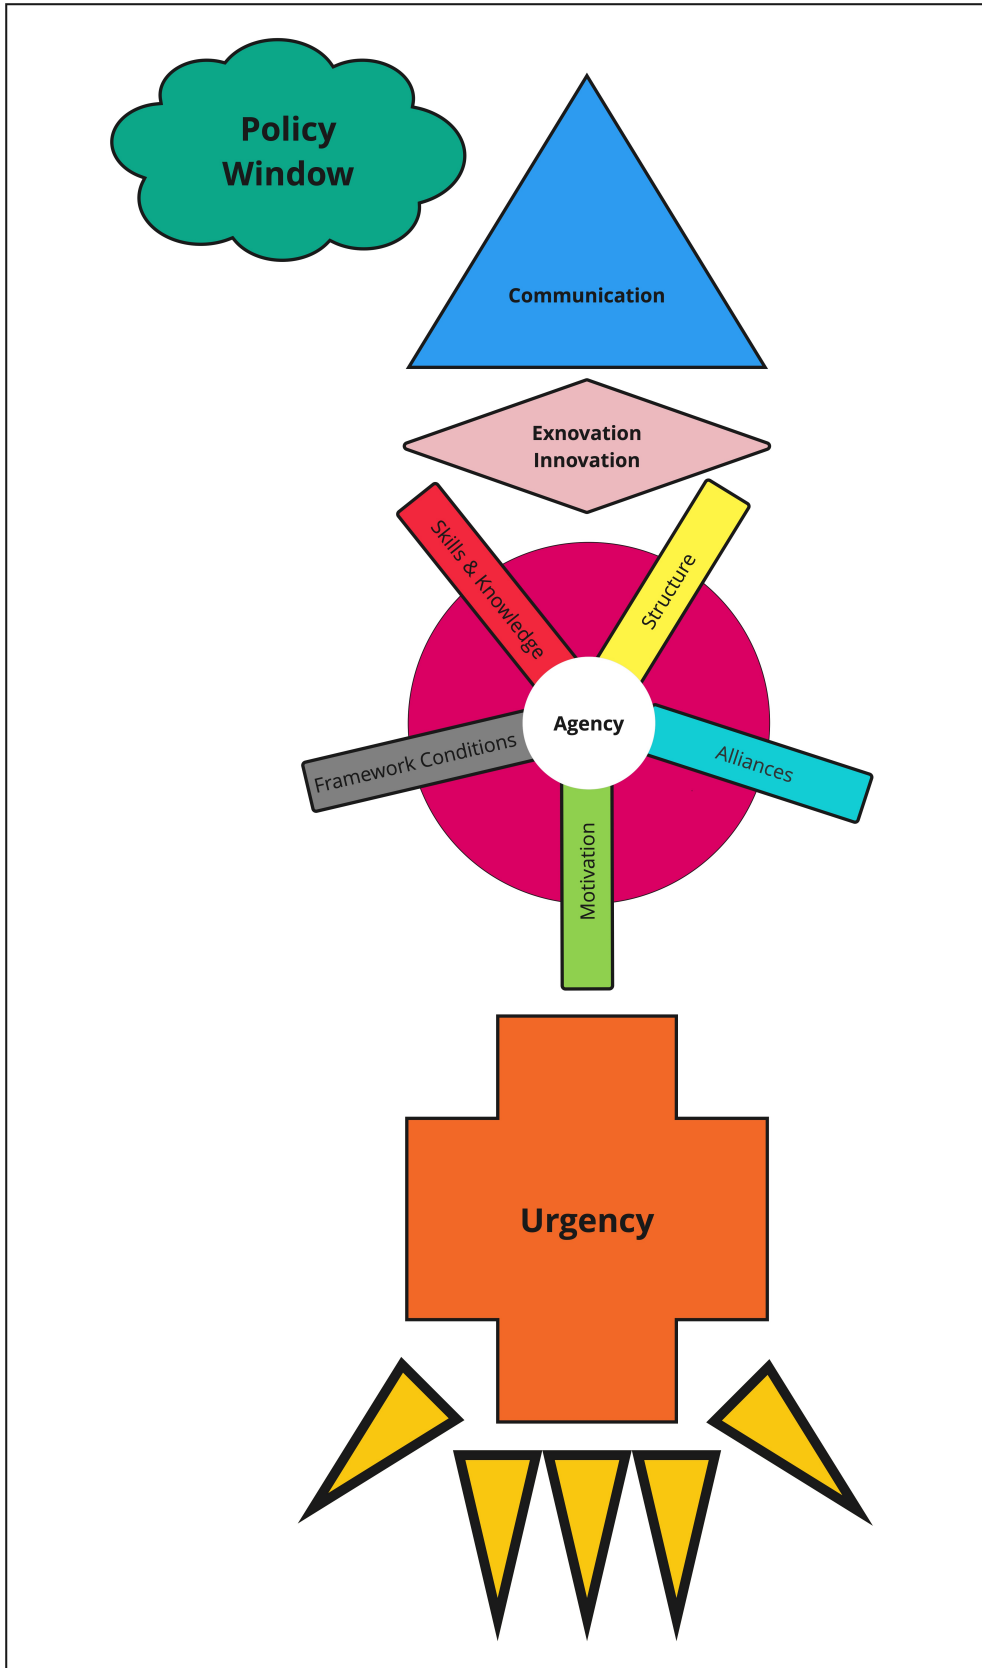 Policy
Window
Communication
Exnovation
Innovation
Skills & Knowledge
Structure
Agency
Framework Conditions
Alliances
Motivation
Urgency